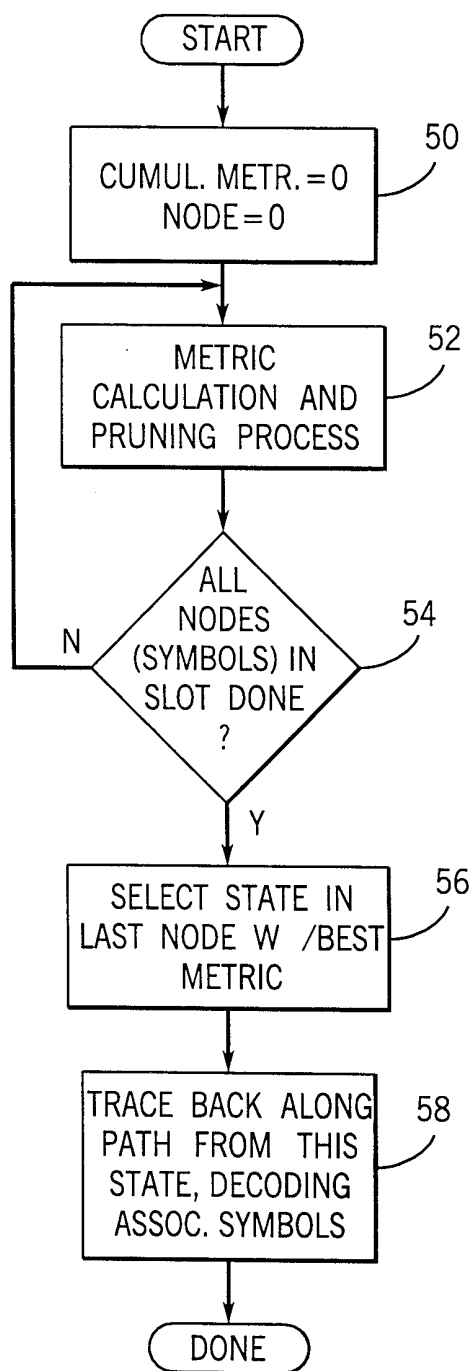 START
50
CUMUL. METR. = 0
NODE = 0
52
METRIC
CALCULATION AND
PRUNING PROCESS
54
ALL
NODES
(SYMBOLS) IN
SLOT DONE
?
N
Y
56
SELECT STATE IN
LAST NODE W /BEST
METRIC
58
TRACE BACK ALONG
PATH FROM THIS
STATE, DECODING
ASSOC. SYMBOLS
DONE